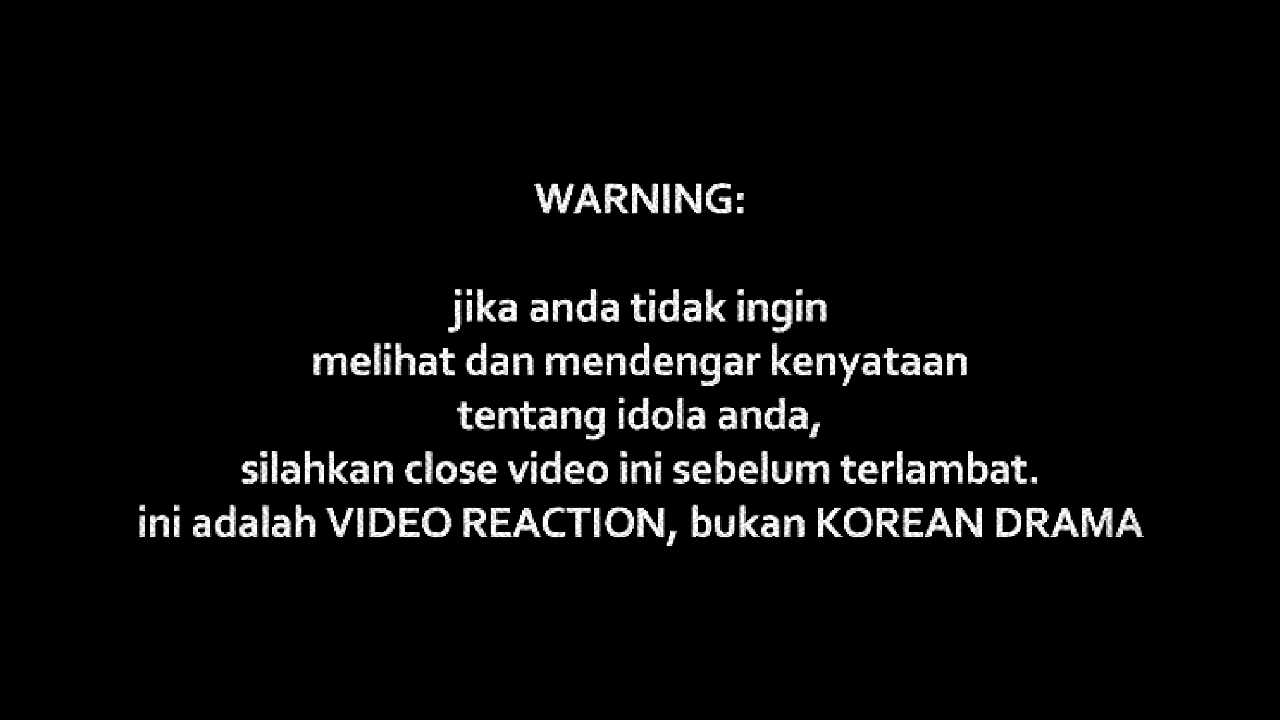 WARNING:
jika anda tidak ingin
melihat dan mendengar kenyataan
tentang idola anda,
silahkan close video ini sebelum terlambat.
ini adalah VIDEO REACTION, bukan KOREAN DRAMA